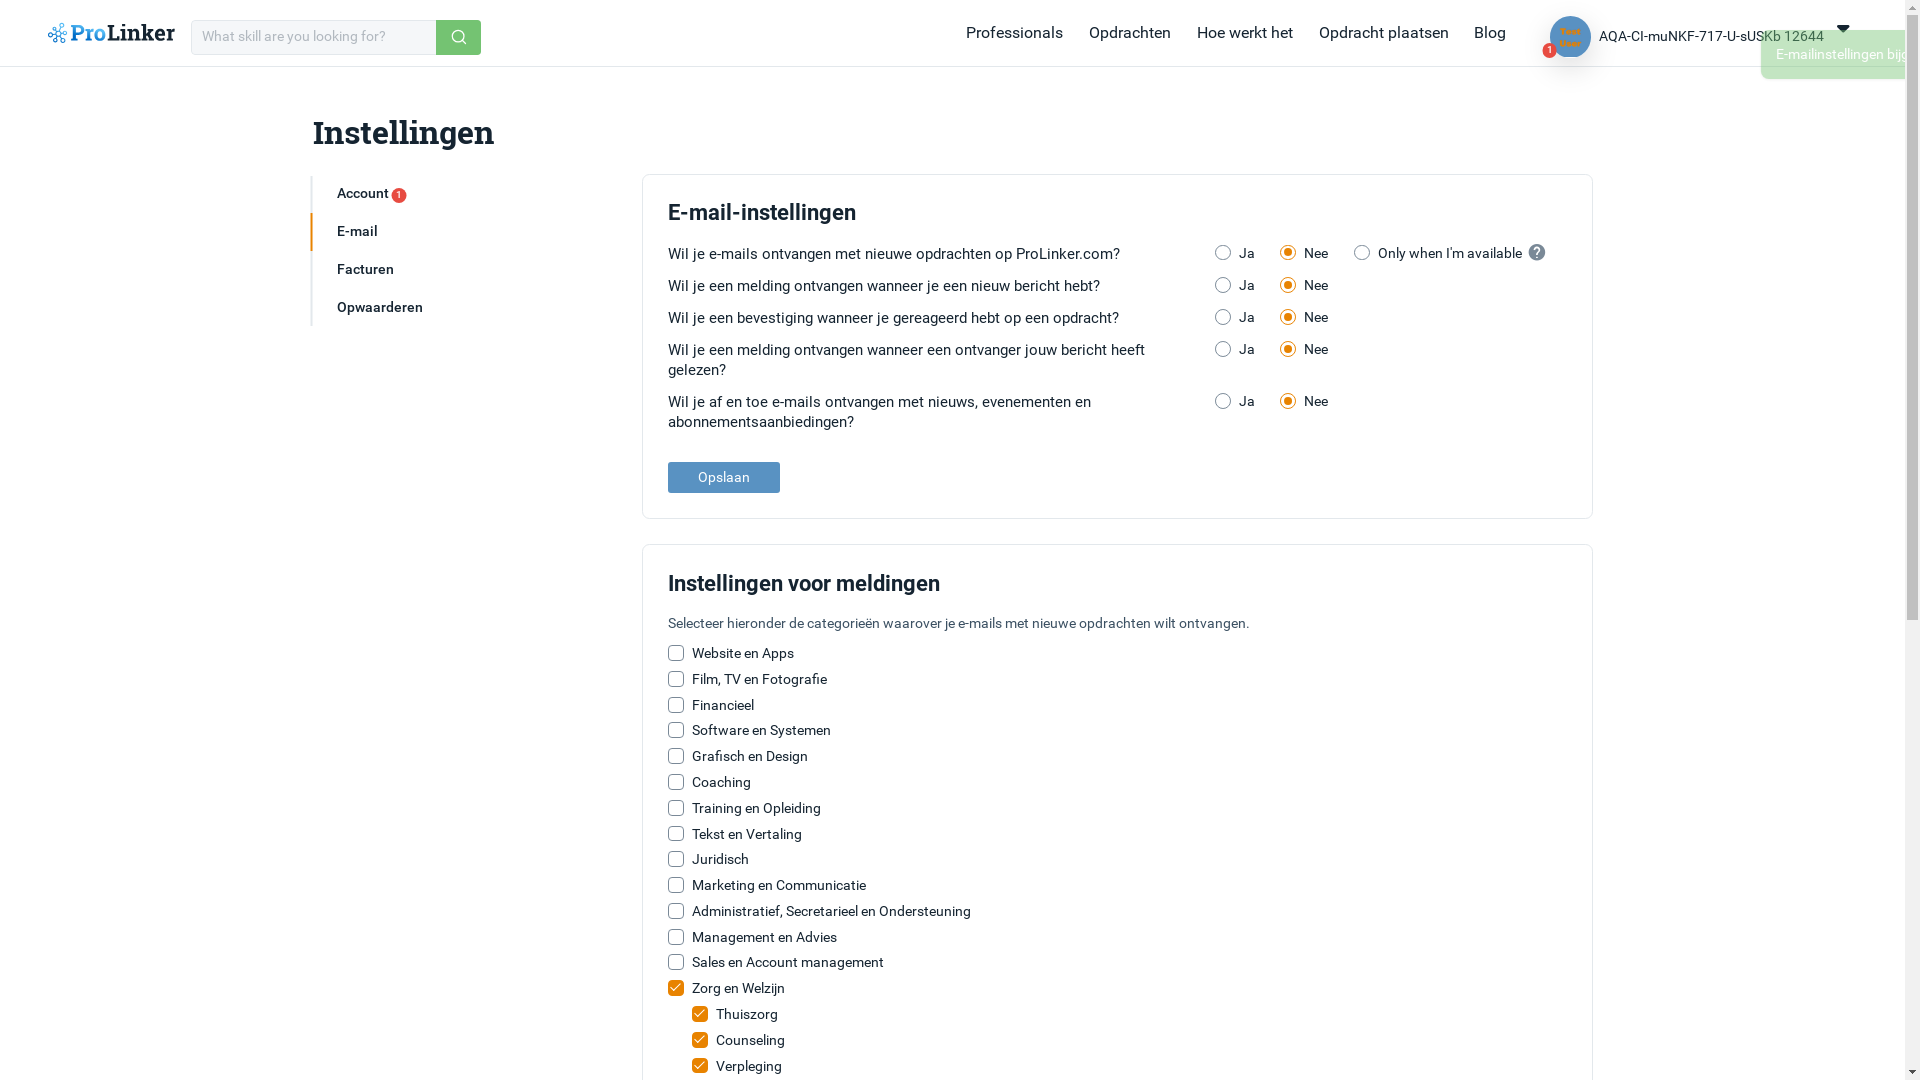 ProLinker
What skill are you looking for?
Professionals
Opdrachten
Hoe werkt het
Opdracht plaatsen
Blog
Test
User
1
AQA-CI-muNKF-717-U-sUSKb 12644
E-mailinstellingen
Instellingen
Account 1
E-mail
Facturen
Opwaarderen
E-mail-instellingen
Wil je e-mails ontvangen met nieuwe opdrachten op ProLinker.com? Ja Nee Only when I'm available ?
Wil je een melding ontvangen wanneer je een nieuw bericht hebt? Ja Nee
Wil je een bevestiging wanneer je gereageerd hebt op een opdracht? Ja Nee
Wil je een melding ontvangen wanneer een ontvanger jouw bericht heeft Ja Nee
gelezen?
Wil je af en toe e-mails ontvangen met nieuws, evenementen en Ja Nee
abonnementsaanbiedingen?
Opslaan
Instellingen voor meldingen
Selecteer hieronder de categorieën waarover je e-mails met nieuwe opdrachten wilt ontvangen.
Website en Apps
Film, TV en Fotografie
Financieel
Software en Systemen
Grafisch en Design
Coaching
Training en Opleiding
Tekst en Vertaling
Juridisch
Marketing en Communicatie
Administratief, Secretarieel en Ondersteuning
Management en Advies
Sales en Account management
Zorg en Welzijn
Thuiszorg
Counseling
Verpleging